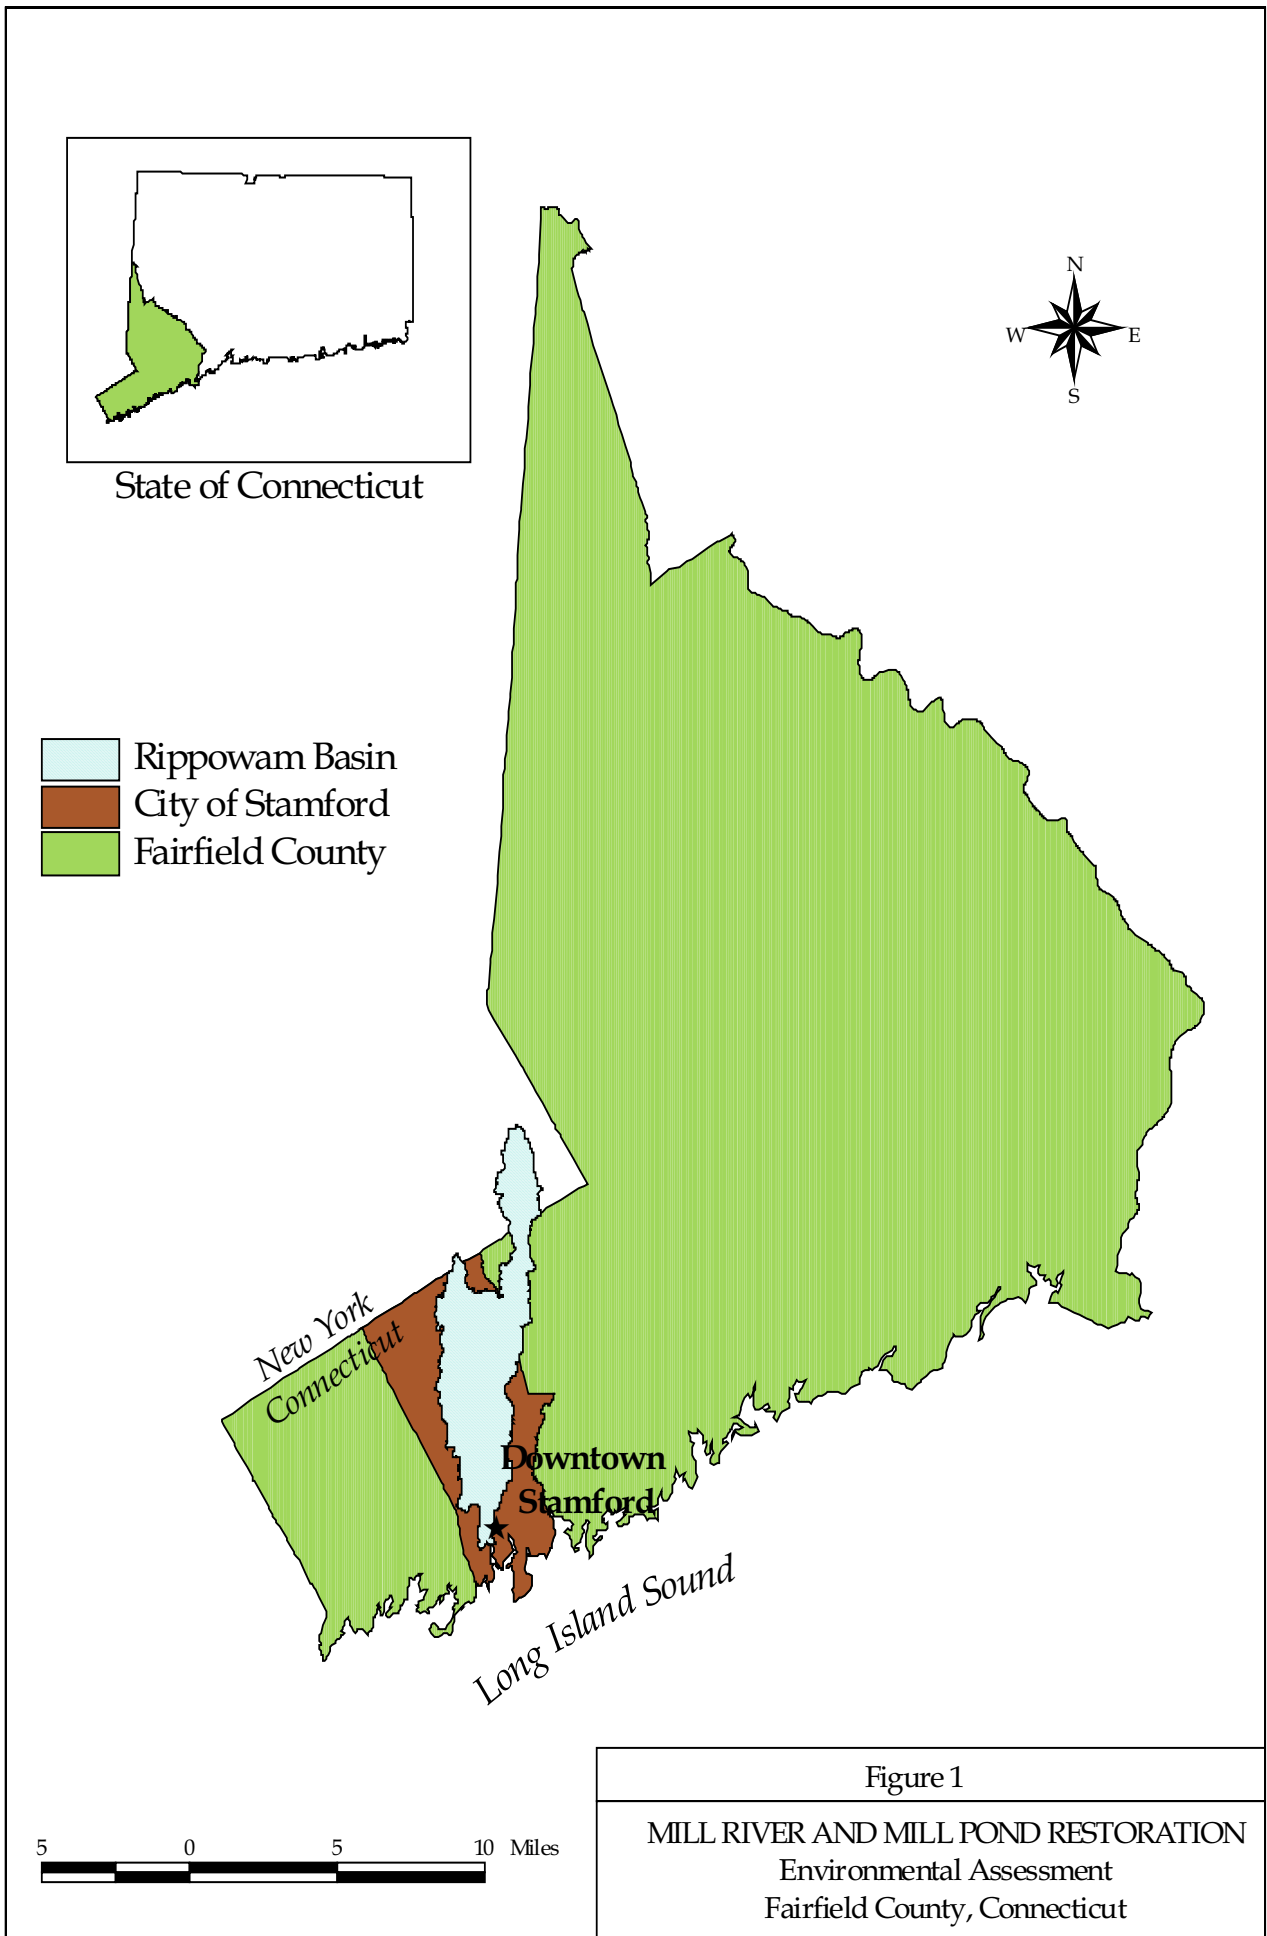 State of Connecticut
N
W
E
S
Rippowam Basin
City of Stamford
Fairfield County
New York
Connecticut
Downtown
Stamford
Long Island Sound
5 0 5 10 Miles
Figure 1
MILL RIVER AND MILL POND RESTORATION
Environmental Assessment
Fairfield County, Connecticut